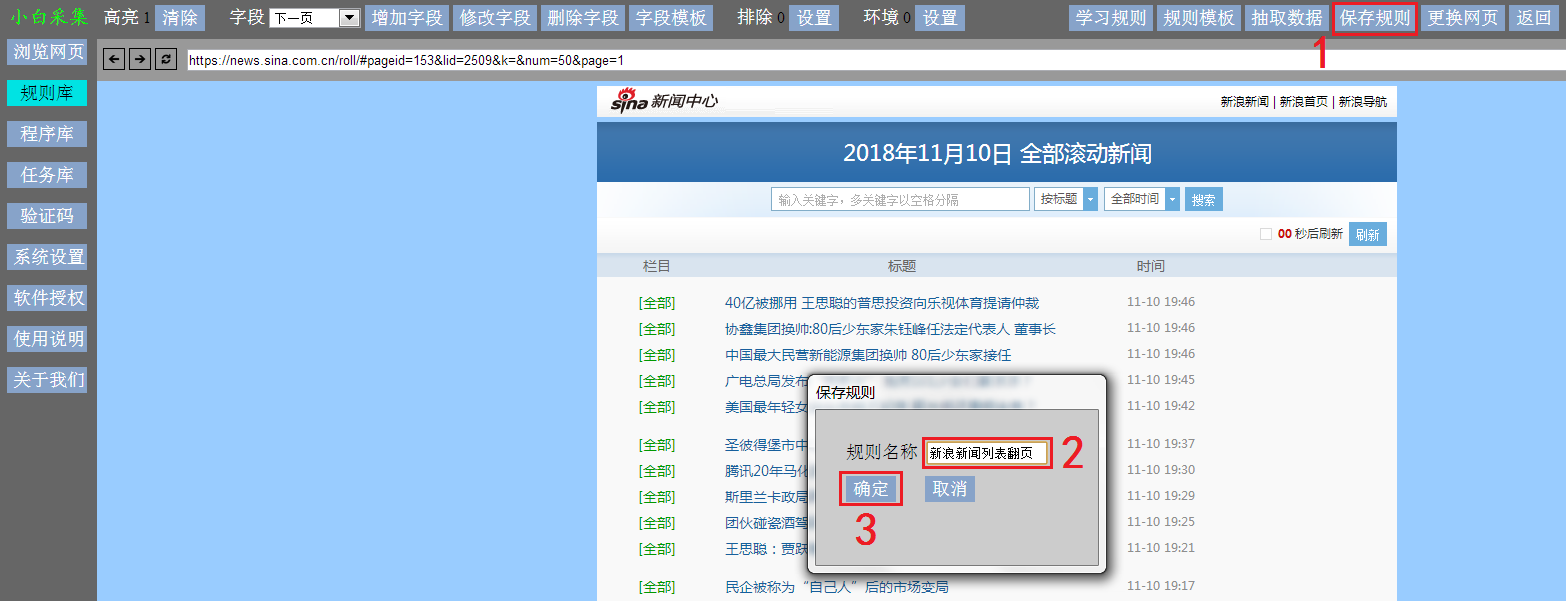 小白采集 高亮 1 清除 字段 下一页 增加字段 修改字段 删除字段 字段模板 排除 0 设置 环境 0 设置 学习规则 规则模板 抽取数据 保存规则 更换网页 返回
1
浏览网页
https://news.sina.com.cn/roll/#pageid=153&lid=2509&k=&num=50&page=1
规则库
程序库
任务库
验证码
系统设置
软件授权
使用说明
关于我们
sina 新闻中心 新浪新闻 | 新浪首页 | 新浪导航
2018年11月10日 全部滚动新闻
输入关键字，多关键字以空格分隔 按标题 全部时间 搜索
00 秒后刷新 刷新
栏目 标题 时间
[全部] 40亿被挪用 王思聪的普思投资向乐视体育提请仲裁 11-10 19:46
[全部] 协鑫集团换帅:80后少东家朱钰峰任法定代表人 董事长 11-10 19:46
[全部] 中国最大民营新能源集团换帅 80后少东家接任 11-10 19:46
[全部] 广电总局发布 11-10 19:45
[全部] 美国最年轻女 11-10 19:42
[全部] 圣彼得堡市中 11-10 19:37
[全部] 腾讯20年马化 11-10 19:30
[全部] 斯里兰卡政局 11-10 19:29
[全部] 团伙碰瓷酒驾 11-10 19:25
[全部] 王思聪：贾跃 11-10 19:21
[全部] 民企被称为“自己人”后的市场变局 11-10 19:17
保存规则
规则名称 新浪新闻列表翻页 2
确定 取消
3